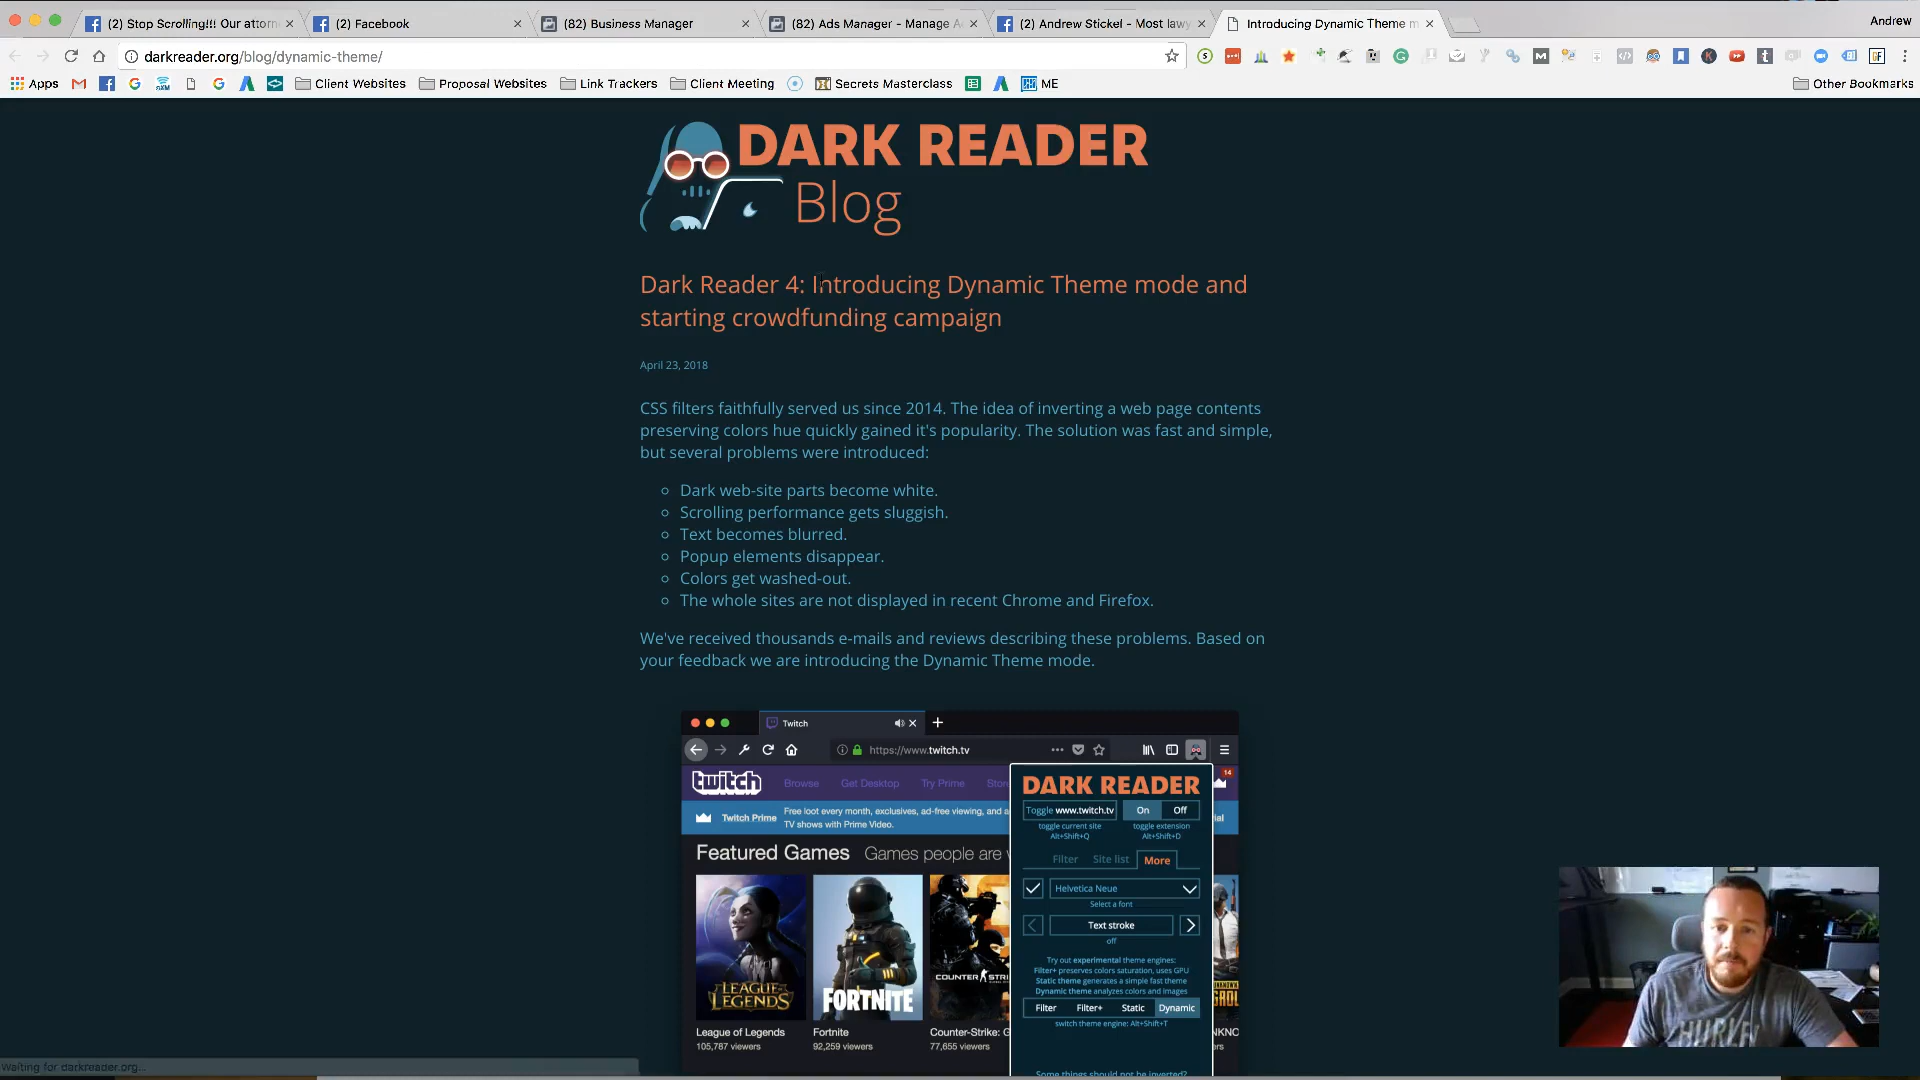 (2) Stop Scrolling!!! Our attorn
(2) Facebook
(82) Business Manager
(82) Ads Manager - Manage A
(2) Andrew Stickel - Most lawy
Introducing Dynamic Theme m
Andrew
darkreader.org/blog/dynamic-theme/
Apps
Client Websites
Proposal Websites
Link Trackers
Client Meeting
Secrets Masterclass
ME
Other Bookmarks
DARK READER
Blog
Dark Reader 4: Introducing Dynamic Theme mode and
starting crowdfunding campaign
April 23, 2018
CSS filters faithfully served us since 2014. The idea of inverting a web page contents
preserving colors hue quickly gained it's popularity. The solution was fast and simple,
but several problems were introduced:
Dark web-site parts become white.
Scrolling performance gets sluggish.
Text becomes blurred.
Popup elements disappear.
Colors get washed-out.
The whole sites are not displayed in recent Chrome and Firefox.
We've received thousands e-mails and reviews describing these problems. Based on
your feedback we are introducing the Dynamic Theme mode.
Twitch
https://www.twitch.tv
twitch
Browse
Get Desktop
Try Prime
Stor
14
Twitch Prime
Free loot every month, exclusives, ad-free viewing, and a
TV shows with Prime Video.
ial
Featured Games
Games people are v
LEAGUE
LEGENDS
FORTNITE
COUNTER STRI
League of Legends
105,787 viewers
Fortnite
92,259 viewers
Counter-Strike: G
77,655 viewers
DARK READER
Toggle www.twitch.tv
On
Off
toggle current site
Alt+Shift+Q
toggle extension
Alt+Shift+D
Filter
Site list
More
Helvetica Neue
Select a font
Text stroke
off
Try out experimental theme engines:
Filter+ preserves colors saturation, uses GPU
Static theme generates a simple fast theme
Dynamic theme analyzes colors and images
Filter
Filter+
Static
Dynamic
switch theme engine: Alt+Shift+T
Some things should not be inverted?
NKNO
Waiting for darkreader.org...
HURLEY